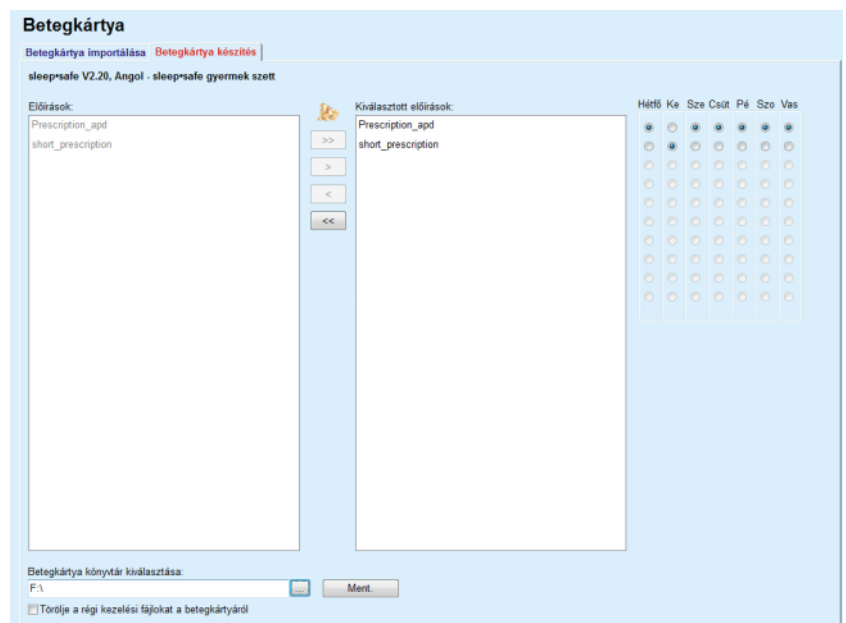 Betegkártya
Betegkártya importálása Betegkártya készítés
sleep•safe V2.20, Angol - sleep•safe gyermek szett
Előírások:
Prescription_apd
short_prescription
>>
>
<
<<
Kiválasztott előírások:
Prescription_apd
short_prescription
Hétfő Ke Sze Csüt Pé Szo Vas
Betegkártya könyvtár kiválasztása:
F:\ ... Ment.
Törölje a régi kezelési fájlokat a betegkártyáról